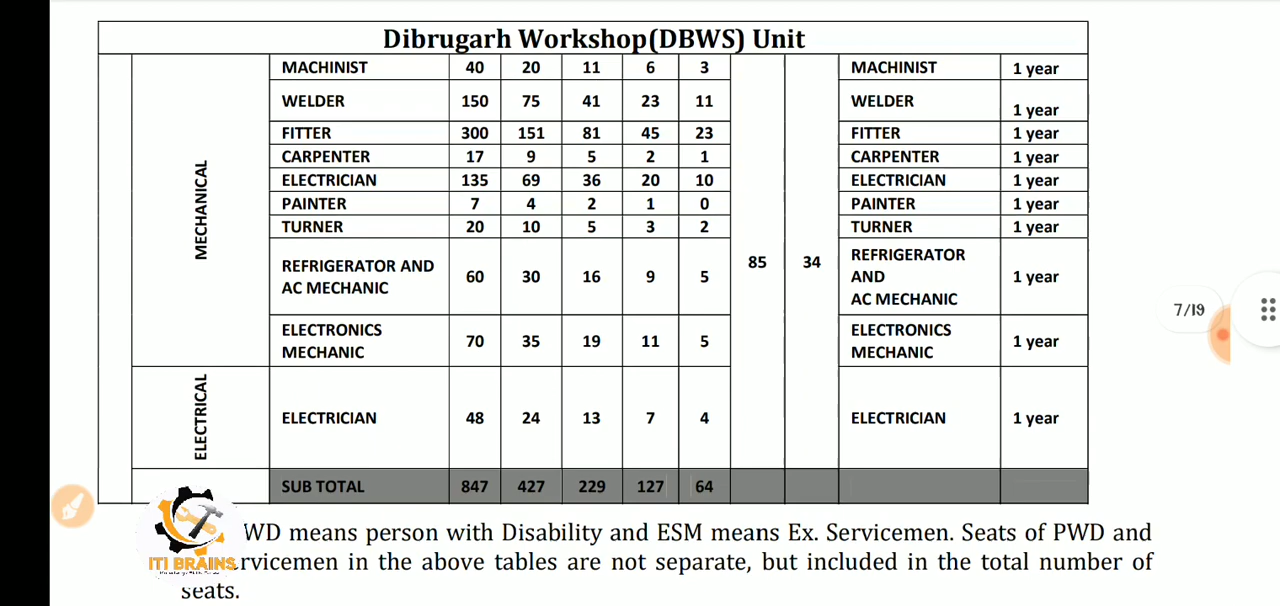 Dibrugarh Workshop(DBWS) Unit
MECHANICAL
MACHINIST 40 20 11 6 3 MACHINIST 1 year
WELDER 150 75 41 23 11 WELDER 1 year
FITTER 300 151 81 45 23 FITTER 1 year
CARPENTER 17 9 5 2 1 CARPENTER 1 year
ELECTRICIAN 135 69 36 20 10 ELECTRICIAN 1 year
PAINTER 7 4 2 1 0 PAINTER 1 year
TURNER 20 10 5 3 2 TURNER 1 year
85 34
REFRIGERATOR AND
AC MECHANIC
60 30 16 9 5
REFRIGERATOR
AND
AC MECHANIC
1 year
ELECTRONICS
MECHANIC
70 35 19 11 5
ELECTRONICS
MECHANIC
1 year
ELECTRICAL
ELECTRICIAN 48 24 13 7 4 ELECTRICIAN 1 year
SUB TOTAL 847 427 229 127 64
7/19
WD means person with Disability and ESM means Ex. Servicemen. Seats of PWD and
rvicemen in the above tables are not separate, but included in the total number of
seats.
ITI BRAINS